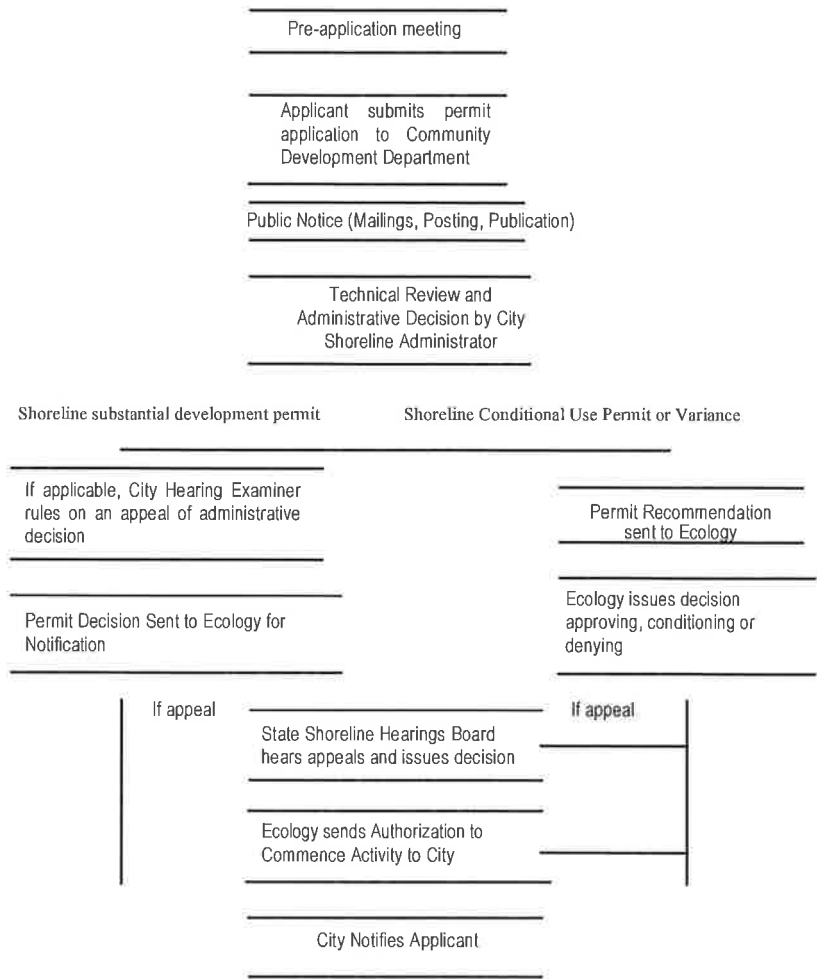 Pre-application meeting
Applicant submits permit
application to Community
Development Department
Public Notice (Mailings, Posting, Publication)
Technical Review and
Administrative Decision by City
Shoreline Administrator
Shoreline substantial development permit
Shoreline Conditional Use Permit or Variance
If applicable, City Hearing Examiner
rules on an appeal of administrative
decision
Permit Recommendation
sent to Ecology
Permit Decision Sent to Ecology for
Notification
Ecology issues decision
approving, conditioning or
denying
If appeal
If appeal
State Shoreline Hearings Board
hears appeals and issues decision
Ecology sends Authorization to
Commence Activity to City
City Notifies Applicant